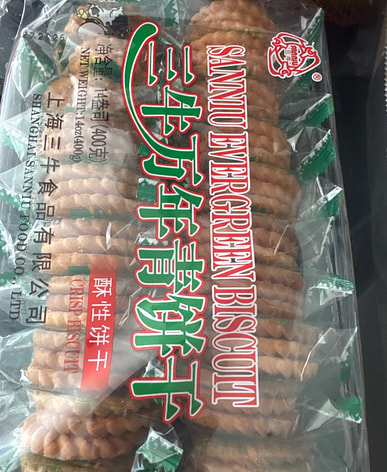 SANNIU EVERGREEN BISCUIT
三牛万年青饼干
酥性饼干
CRISP BISCUIT
净含量:14盎司(400克)
NET WEIGHT:14oz(400g)
上海三牛食品有限公司
SHANGHAI SANNIU FOOD CO., LTD